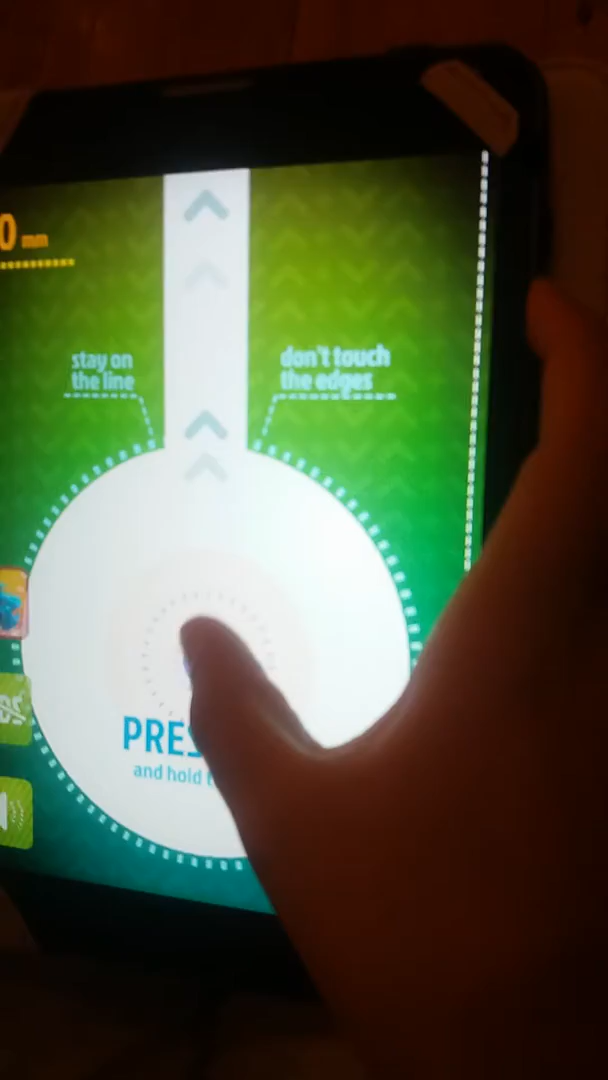 0 mm
stay on
the line
don't touch
the edges
PRES
and hold t